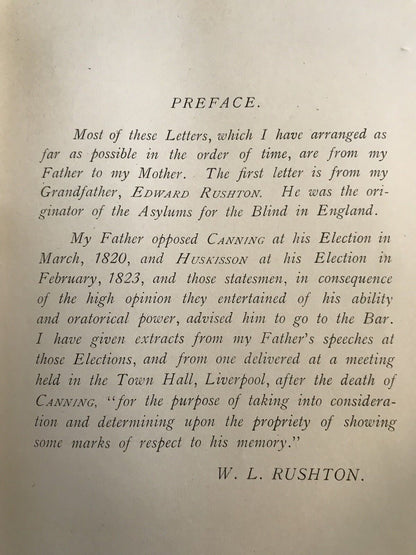 PREFACE.
Most of these Letters, which I have arranged as
far as possible in the order of time, are from my
Father to my Mother. The first letter is from my
Grandfather, EDWARD RUSHTON. He was the ori-
ginator of the Asylums for the Blind in England.
My Father opposed CANNING at his Election in
March, 1820, and HUSKISSON at his Election in
February, 1823, and those statesmen, in consequence
of the high opinion they entertained of his ability
and oratorical power, advised him to go to the Bar.
I have given extracts from my Father's speeches at
those Elections, and from one delivered at a meeting
held in the Town Hall, Liverpool, after the death of
CANNING, "for the purpose of taking into considera-
tion and determining upon the propriety of showing
some marks of respect to his memory."
W. L. RUSHTON.